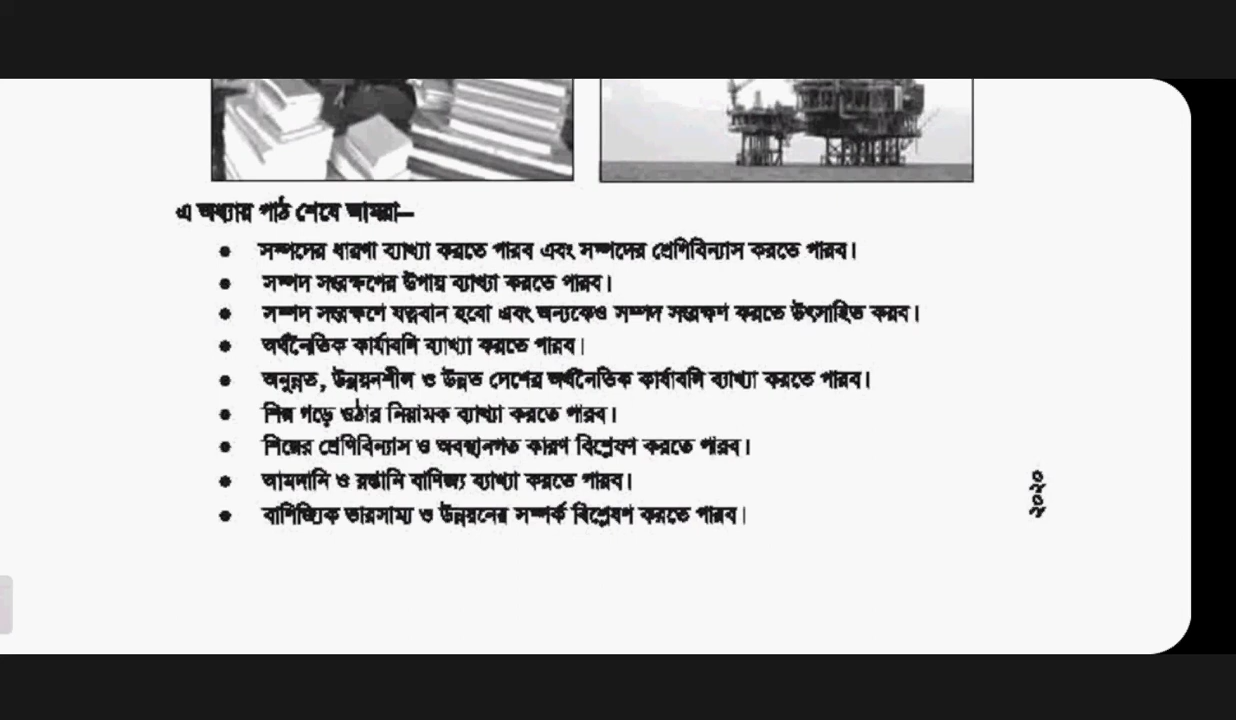 এ অধ্যায় পাঠ শেষে আমরা—
• সম্পদের ধারণা ব্যাখ্যা করতে পারব এবং সম্পদের শ্রেণিবিন্যাস করতে পারব।
• সম্পদ সংরক্ষণের উপায় ব্যাখ্যা করতে পারব।
• সম্পদ সংরক্ষণে যত্নবান হবো এবং অন্যকেও সম্পদ সংরক্ষণ করতে উৎসাহিত করব।
• অর্থনৈতিক কার্যাবলি ব্যাখ্যা করতে পারব।
• অনুন্নত, উন্নয়নশীল ও উন্নত দেশের অর্থনৈতিক কার্যাবলি ব্যাখ্যা করতে পারব।
• শিল্প গড়ে ওঠার নিয়ামক ব্যাখ্যা করতে পারব।
• শিল্পের শ্রেণিবিন্যাস ও অবস্থানগত কারণ বিশ্লেষণ করতে পারব।
• আমদানি ও রপ্তানি বাণিজ্য ব্যাখ্যা করতে পারব।
• বাণিজ্যিক ভারসাম্য ও উন্নয়নের সম্পর্ক বিশ্লেষণ করতে পারব।
২০২০